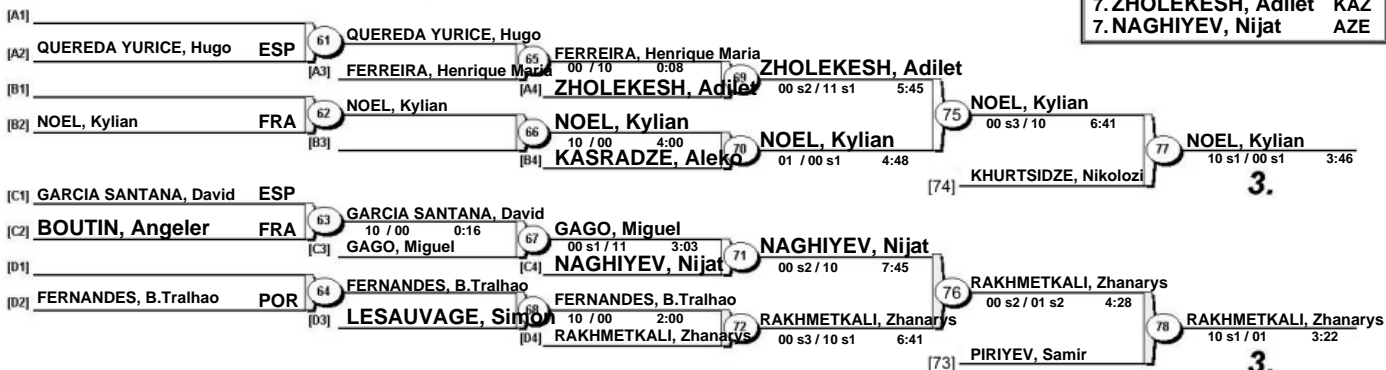 7. ZHOLEKESH, Adilet KAZ
7. NAGHIYEV, Nijat AZE
[A1]
[A2] QUEREDA YURICE, Hugo ESP
61
QUEREDA YURICE, Hugo
[A3] FERREIRA, Henrique Maria
65
FERREIRA, Henrique Maria
00 / 10 0:08
[A4] ZHOLEKESH, Adilet
69
ZHOLEKESH, Adilet
00 s2 / 11 s1 5:45
[B1]
[B2] NOEL, Kylian FRA
62
NOEL, Kylian
[B3]
66
NOEL, Kylian
10 / 00 4:00
[B4] KASRADZE, Aleko
70
NOEL, Kylian
01 / 00 s1 4:48
75
NOEL, Kylian
00 s3 / 10 6:41
[74] KHURTSIDZE, Nikolozi
77
NOEL, Kylian
10 s1 / 00 s1 3:46
3.
[C1] GARCIA SANTANA, David ESP
[C2] BOUTIN, Angeler FRA
63
GARCIA SANTANA, David
10 / 00 0:16
[C3] GAGO, Miguel
67
GAGO, Miguel
00 s1 / 11 3:03
[C4] NAGHIYEV, Nijat
71
NAGHIYEV, Nijat
00 s2 / 10 7:45
[D1]
[D2] FERNANDES, B.Tralhao POR
64
FERNANDES, B.Tralhao
[D3] LESAUVAGE, Simon
68
FERNANDES, B.Tralhao
10 / 00 2:00
[D4] RAKHMETKALI, Zhanarys
72
RAKHMETKALI, Zhanarys
00 s3 / 10 s1 6:41
76
RAKHMETKALI, Zhanarys
00 s2 / 01 s2 4:28
[73] PIRIYEV, Samir
78
RAKHMETKALI, Zhanarys
10 s1 / 01 3:22
3.